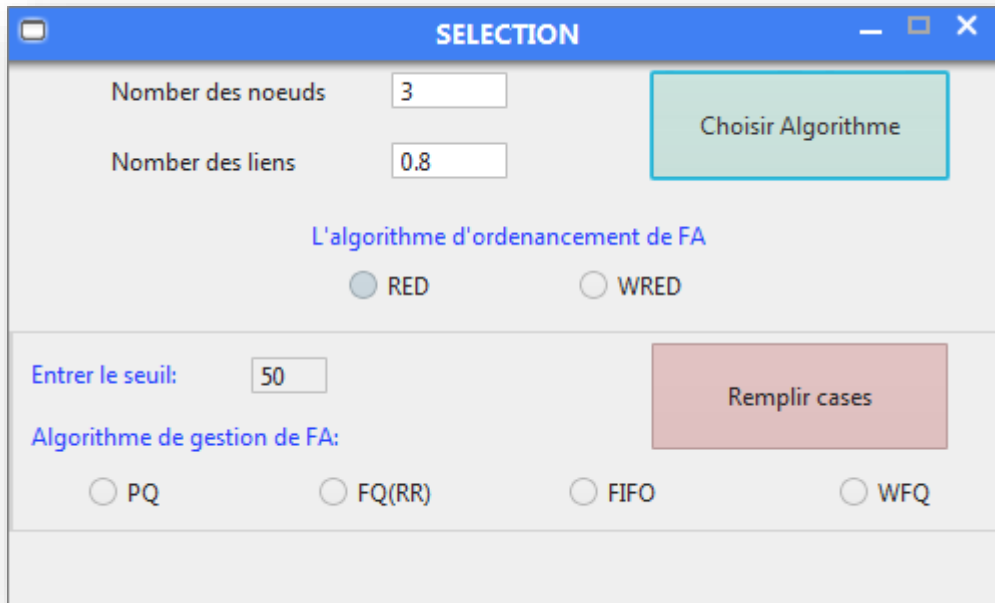 SELECTION
Nomber des noeuds 3
Choisir Algorithme
Nomber des liens 0.8
L'algorithme d'ordenancement de FA
RED WRED
Entrer le seuil: 50
Remplir cases
Algorithme de gestion de FA:
PQ FQ(RR) FIFO WFQ